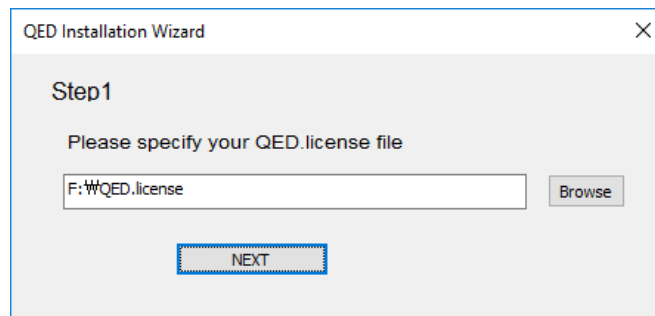 QED Installation Wizard
Step1
Please specify your QED.license file
F:₩QED.license
Browse
NEXT